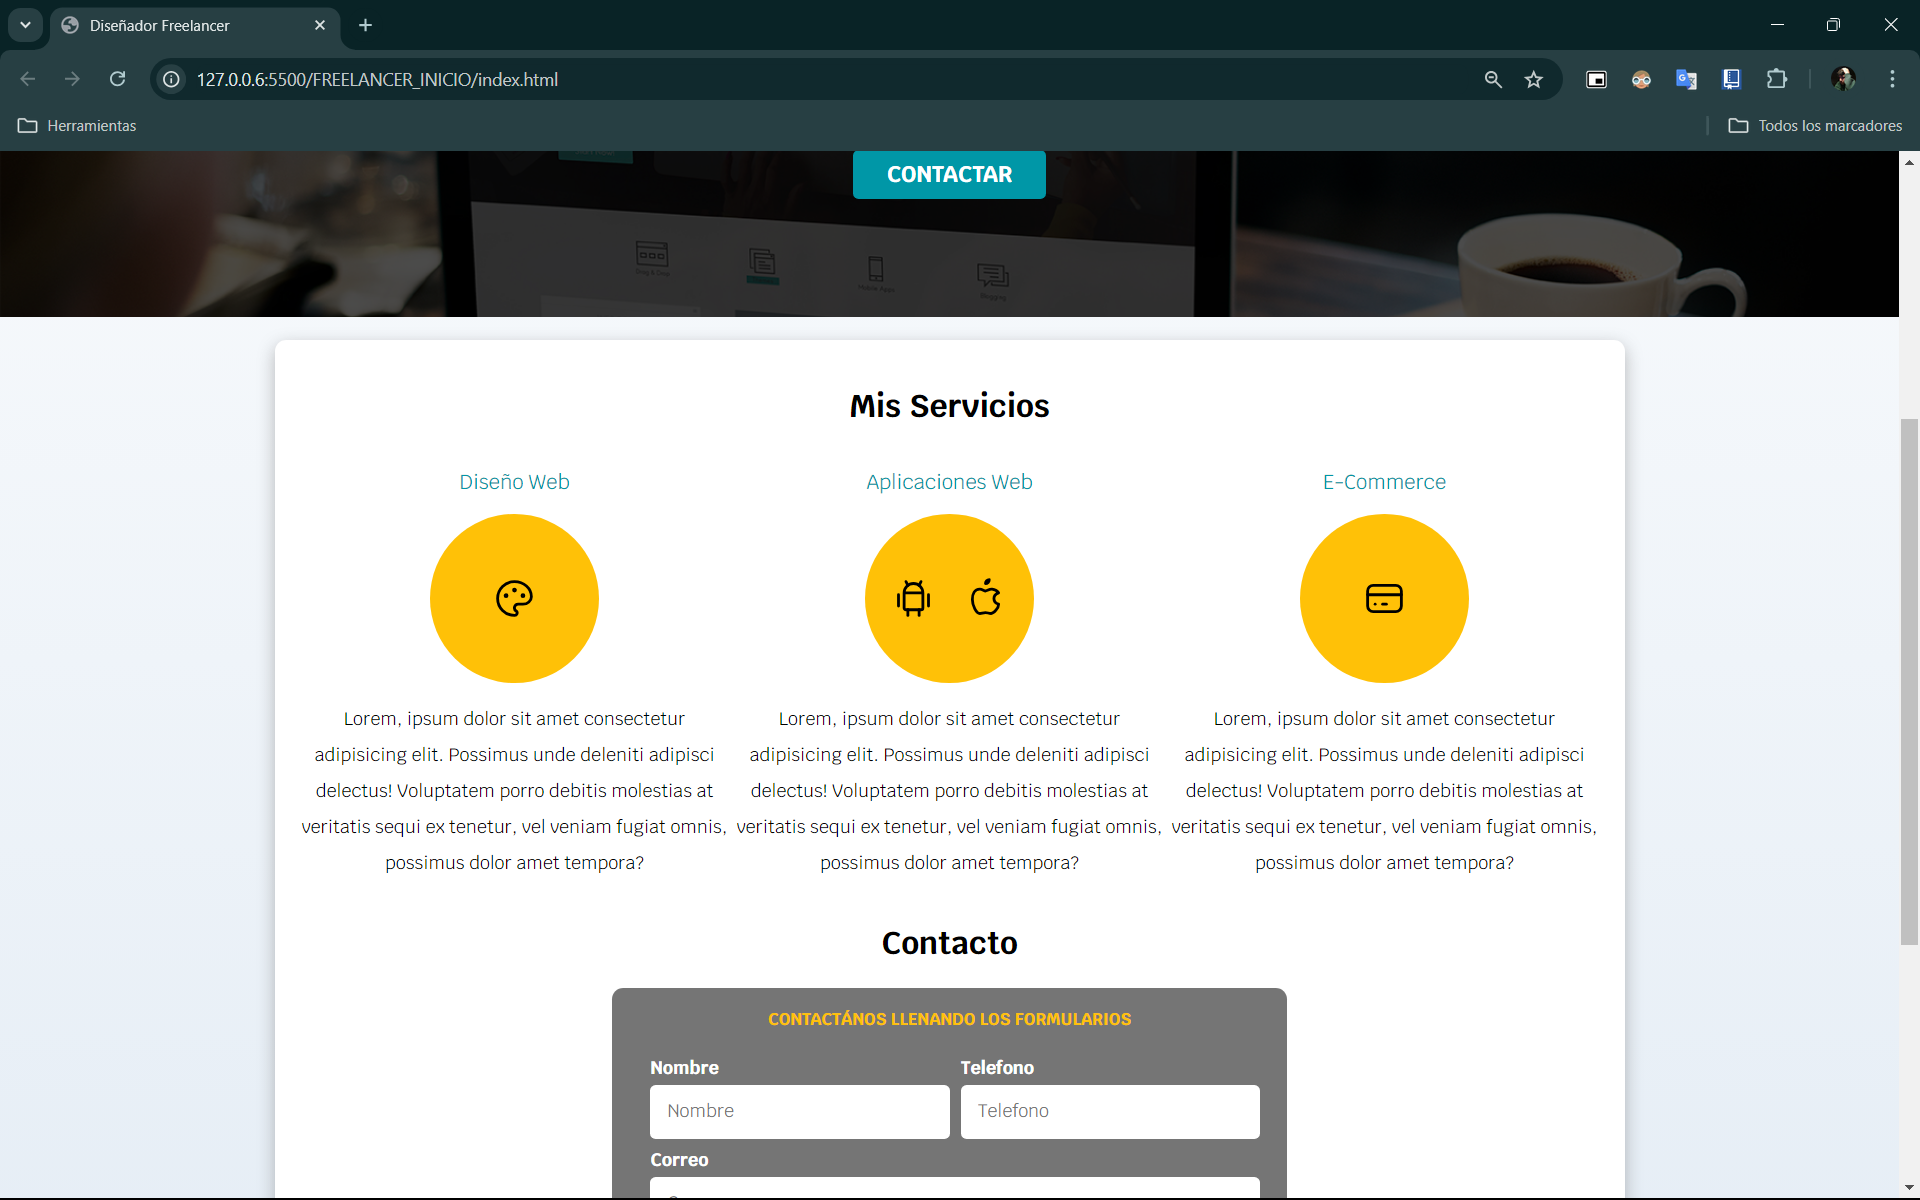 Diseñador Freelancer
127.0.0.6:5500/FREELANCER_INICIO/index.html
Herramientas
Todos los marcadores
CONTACTAR
Drag & Drop
Mobile Apps
Blogging
Mis Servicios
Diseño Web
Aplicaciones Web
E-Commerce
Lorem, ipsum dolor sit amet consectetur
adipisicing elit. Possimus unde deleniti adipisci
delectus! Voluptatem porro debitis molestias at
veritatis sequi ex tenetur, vel veniam fugiat omnis,
possimus dolor amet tempora?
Lorem, ipsum dolor sit amet consectetur
adipisicing elit. Possimus unde deleniti adipisci
delectus! Voluptatem porro debitis molestias at
veritatis sequi ex tenetur, vel veniam fugiat omnis,
possimus dolor amet tempora?
Lorem, ipsum dolor sit amet consectetur
adipisicing elit. Possimus unde deleniti adipisci
delectus! Voluptatem porro debitis molestias at
veritatis sequi ex tenetur, vel veniam fugiat omnis,
possimus dolor amet tempora?
Contacto
CONTACTÁNOS LLENANDO LOS FORMULARIOS
Nombre
Telefono
Nombre
Telefono
Correo